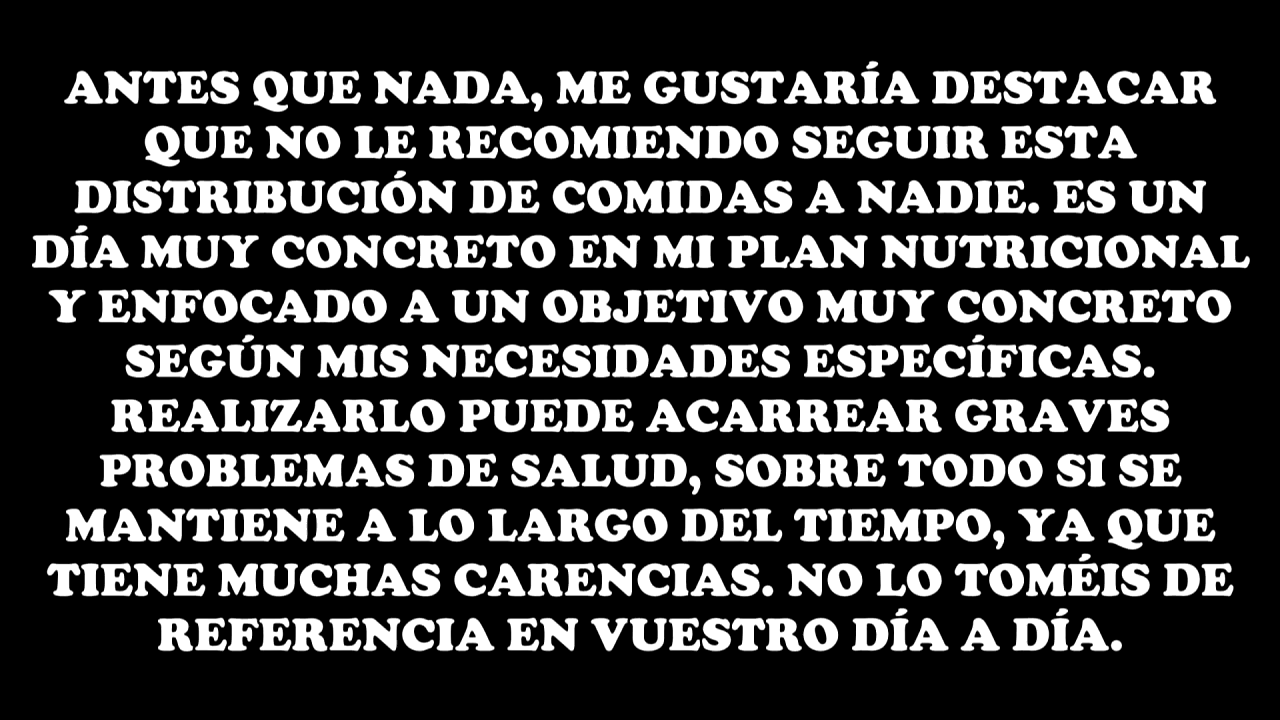 ANTES QUE NADA, ME GUSTARÍA DESTACAR
QUE NO LE RECOMIENDO SEGUIR ESTA
DISTRIBUCIÓN DE COMIDAS A NADIE. ES UN
DÍA MUY CONCRETO EN MI PLAN NUTRICIONAL
Y ENFOCADO A UN OBJETIVO MUY CONCRETO
SEGÚN MIS NECESIDADES ESPECÍFICAS.
REALIZARLO PUEDE ACARREAR GRAVES
PROBLEMAS DE SALUD, SOBRE TODO SI SE
MANTIENE A LO LARGO DEL TIEMPO, YA QUE
TIENE MUCHAS CARENCIAS. NO LO TOMÉIS DE
REFERENCIA EN VUESTRO DÍA A DÍA.